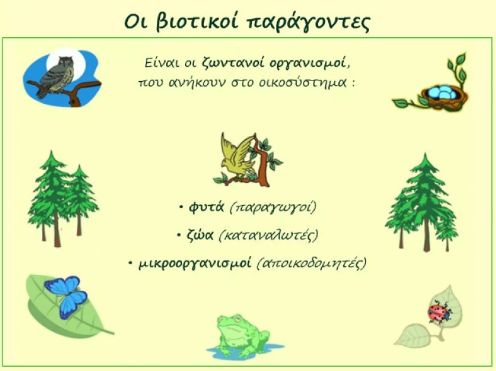 Οι βιοτικοί παράγοντες
Είναι οι ζωντανοί οργανισμοί,
που ανήκουν στο οικοσύστημα :
• φυτά (παραγωγοί)
• ζώα (καταναλωτές)
• μικροοργανισμοί (αποικοδομητές)